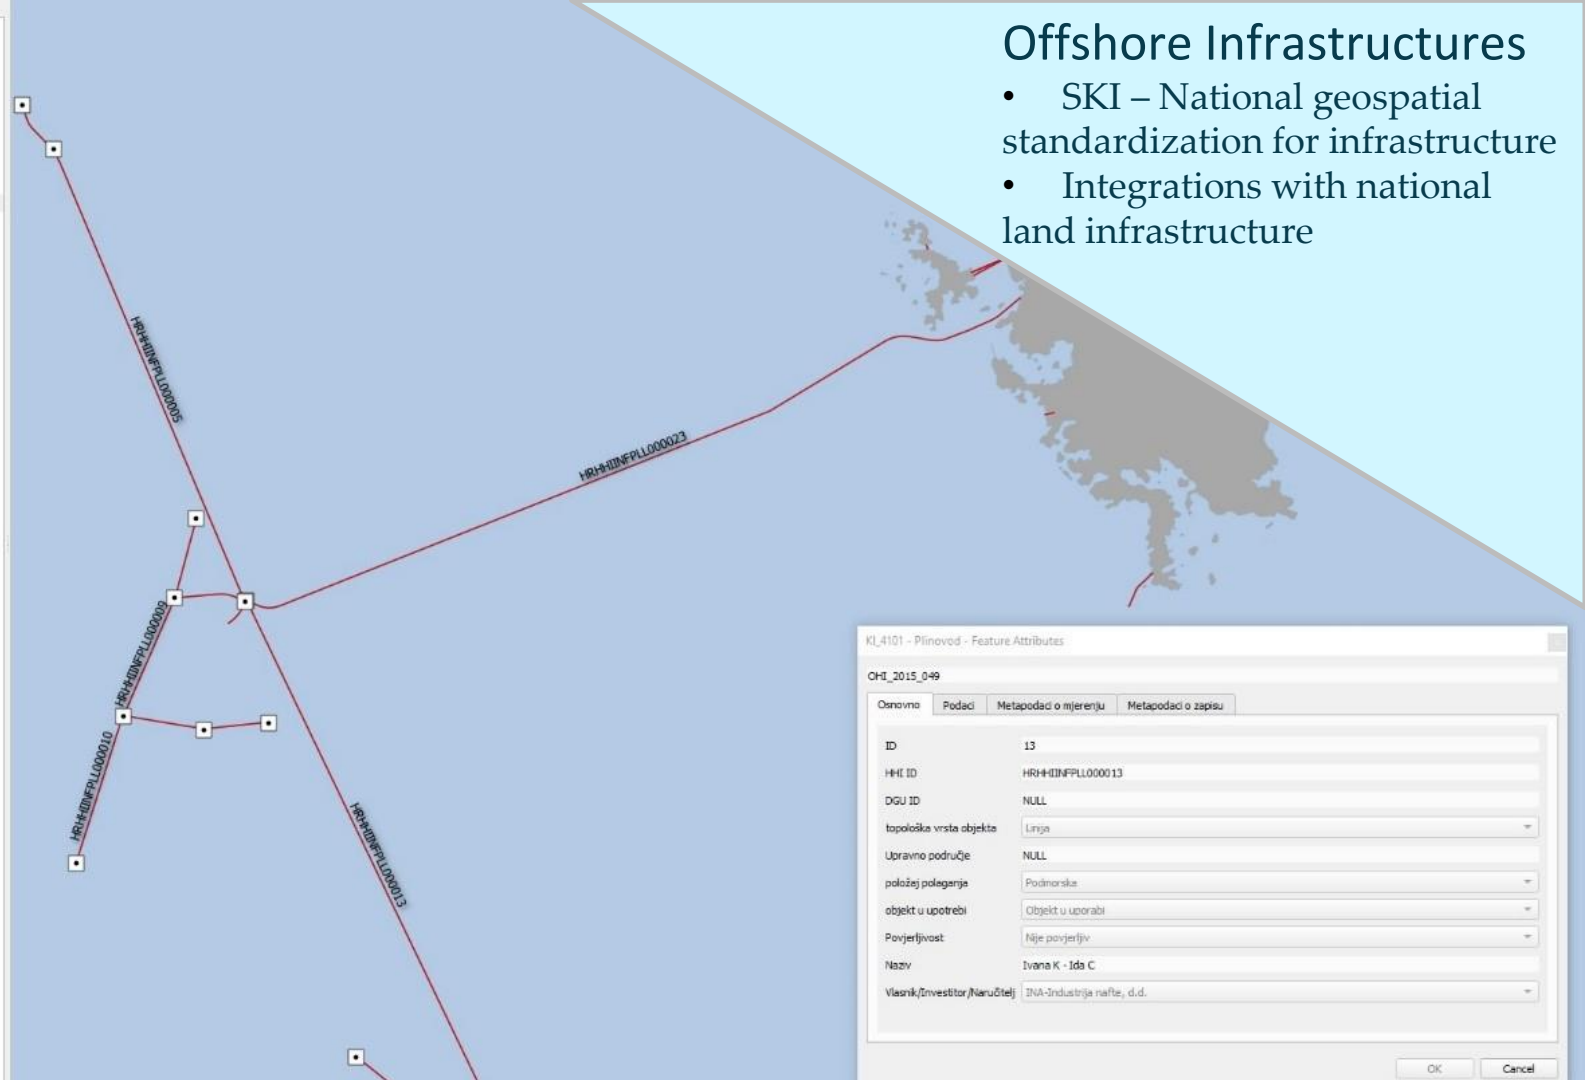 Offshore Infrastructures
• SKI – National geospatial
standardization for infrastructure
• Integrations with national
land infrastructure
HRHHIINFPLL000005
HRHHIINFPLL000023
HRHHIINFPLL000009
HRHHIINFPLL000010
HRHHIINFPLL000013
KI_4101 - Plinovod - Feature Attributes
OHI_2015_049
Osnovno Podaci Metapodaci o mjerenju Metapodaci o zapisu
ID 13
HHI ID HRHHIINFPLL000013
DGU ID NULL
topološka vrsta objekta Linija
Upravno područje NULL
položaj polaganja Podmorska
objekt u upotrebi Objekt u uporabi
Povjerljivost Nije povjerljiv
Naziv Ivana K - Ida C
Vlasnik/Investitor/Naručitelj INA-Industrija nafte, d.d.
OK Cancel